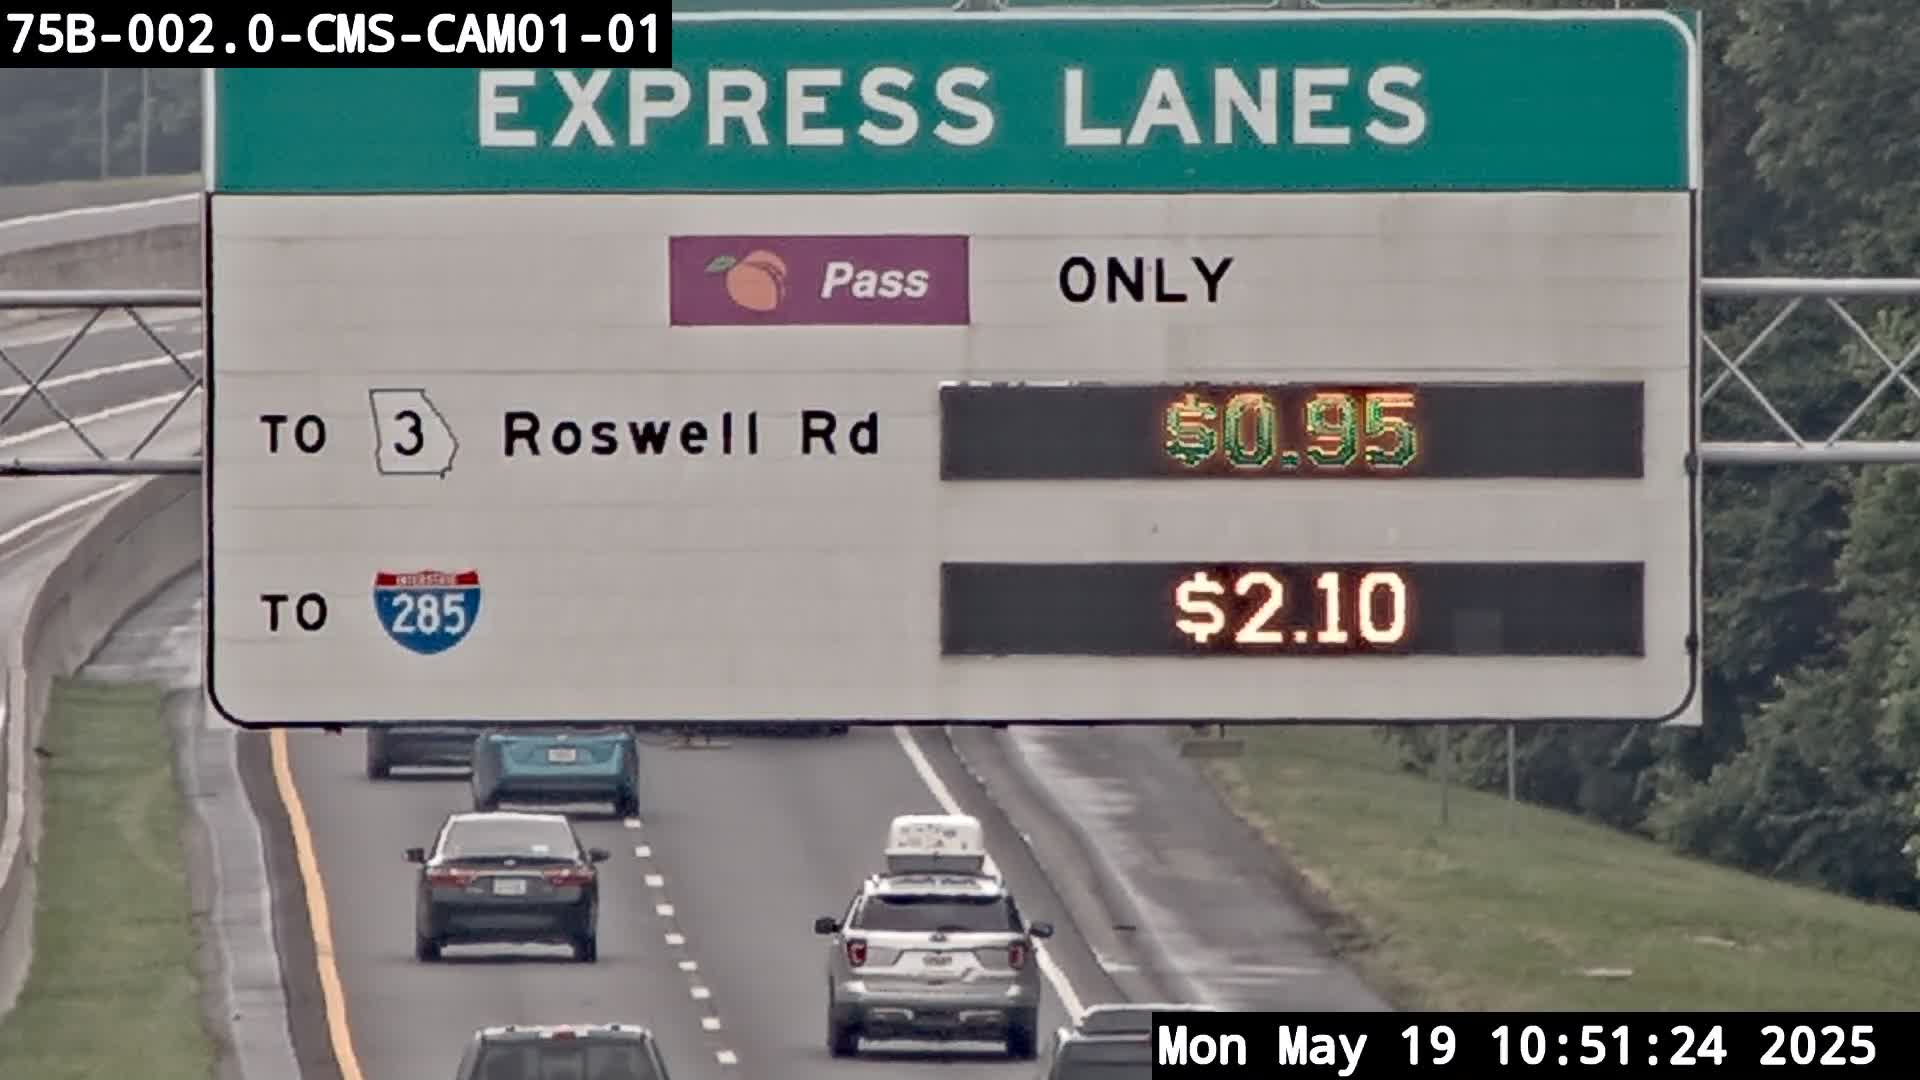 75B-002.0-CMS-CAM01-01
EXPRESS LANES
Pass ONLY
TO 3 Roswell Rd $0.95
TO INTERSTATE 285 $2.10
Mon May 19 10:51:24 2025